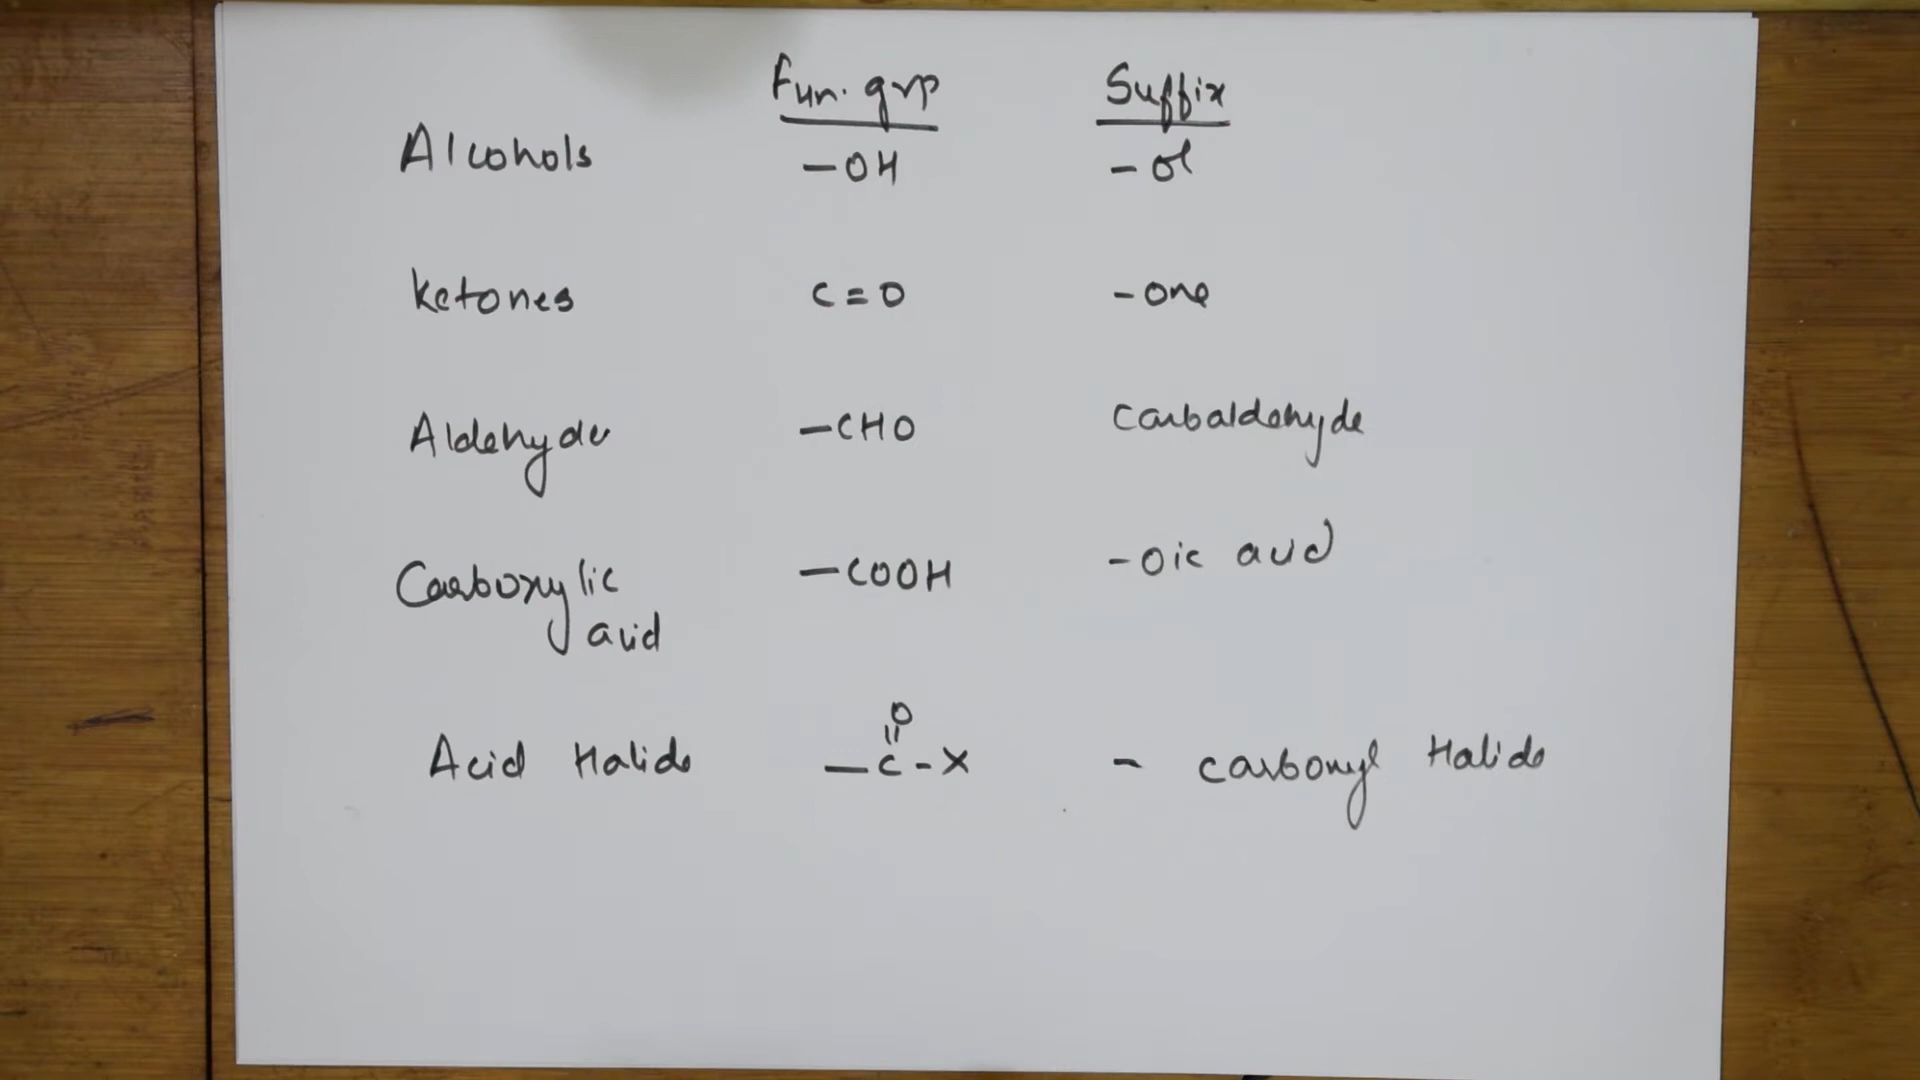 Fun. grp Suffix
Alcohols -OH -ol
Ketones C=O -one
Aldehyde -CHO Carbaldehyde
Carboxylic -COOH -oic acid
acid
O
Acid Halide -C-X - carbonyl Halide